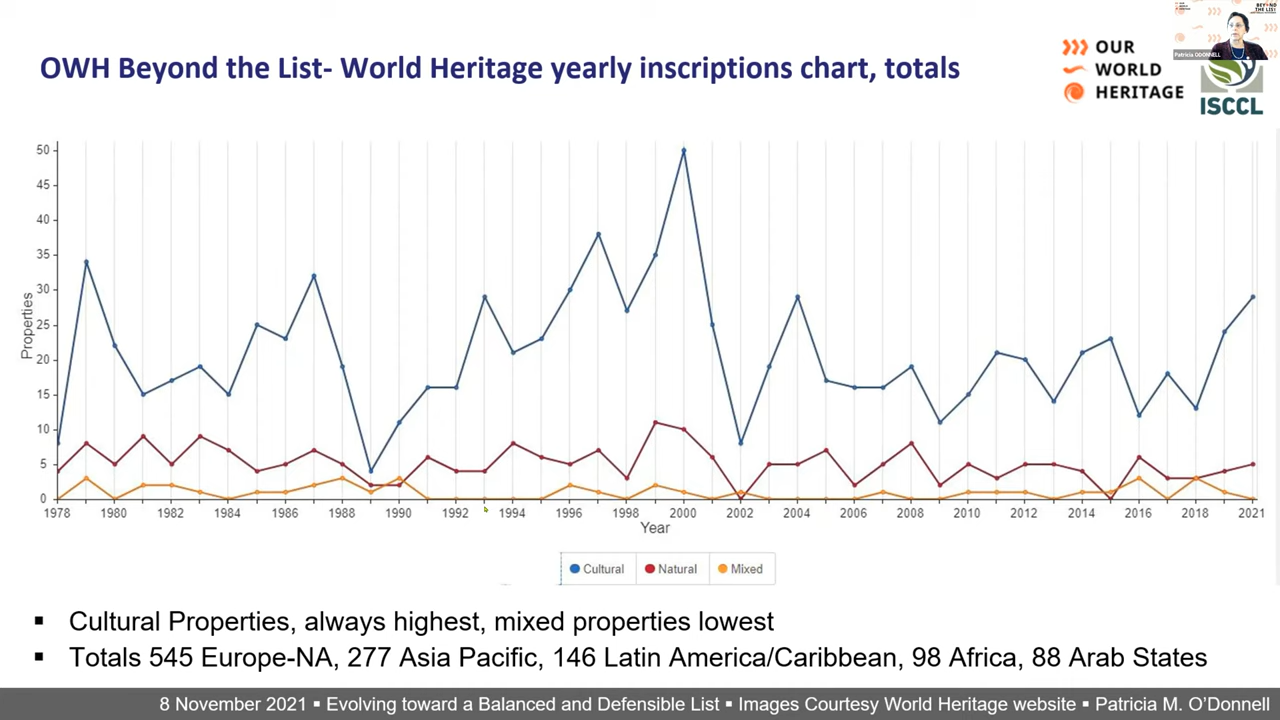 OWH Beyond the List- World Heritage yearly inscriptions chart, totals
OUR
WORLD
HERITAGE
Patricia ODONNELL
ISCCL
50
45
40
35
30
25
20
15
10
5
0
Properties
1978 1980 1982 1984 1986 1988 1990 1992 1994 1996 1998 2000 2002 2004 2006 2008 2010 2012 2014 2016 2018 2021
Year
Cultural Natural Mixed
▪ Cultural Properties, always highest, mixed properties lowest
▪ Totals 545 Europe-NA, 277 Asia Pacific, 146 Latin America/Caribbean, 98 Africa, 88 Arab States
8 November 2021 ▪ Evolving toward a Balanced and Defensible List ▪ Images Courtesy World Heritage website ▪ Patricia M. O’Donnell